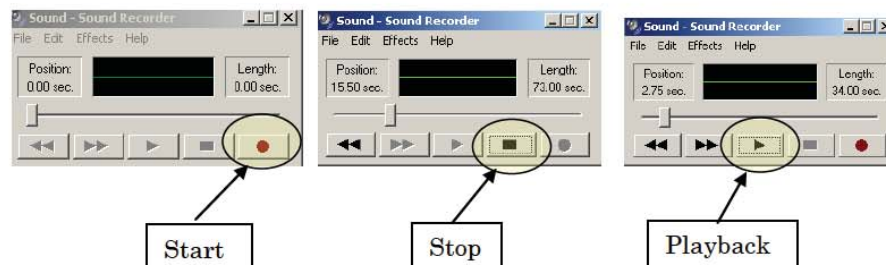 Sound - Sound Recorder
File Edit Effects Help
Position:
0.00 sec.
Length:
0.00 sec.
Start
Sound - Sound Recorder
File Edit Effects Help
Position:
15.50 sec.
Length:
73.00 sec.
Stop
Sound - Sound Recorder
File Edit Effects Help
Position:
2.75 sec.
Length:
34.00 sec.
Playback